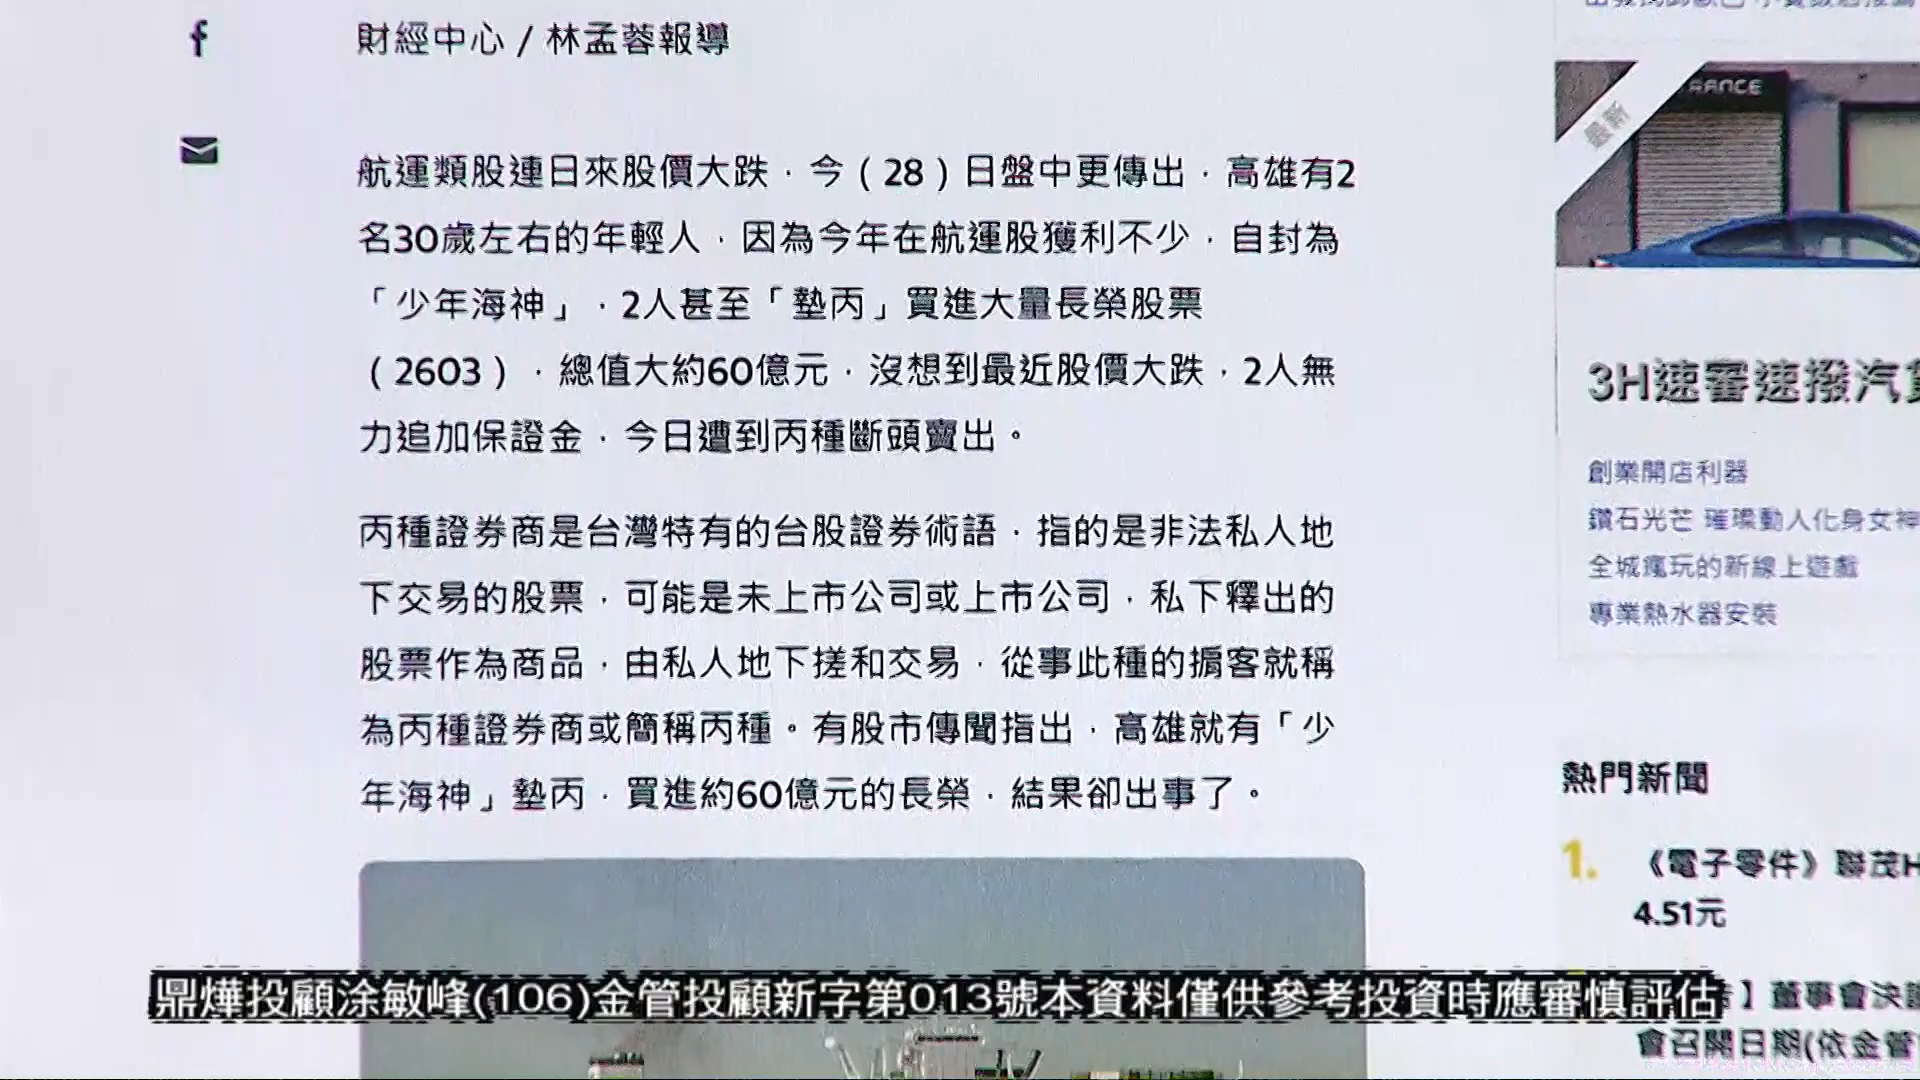 財經中心 / 林孟蓉報導
航運類股連日來股價大跌，今（28）日盤中更傳出，高雄有2
名30歲左右的年輕人，因為今年在航運股獲利不少，自封為
「少年海神」，2人甚至「墊丙」買進大量長榮股票
（2603），總值大約60億元，沒想到最近股價大跌，2人無
力追加保證金，今日遭到丙種斷頭賣出。
丙種證券商是台灣特有的台股證券術語，指的是非法私人地
下交易的股票，可能是未上市公司或上市公司，私下釋出的
股票作為商品，由私人地下搓和交易，從事此種的掮客就稱
為丙種證券商或簡稱丙種。有股市傳聞指出，高雄就有「少
年海神」墊丙，買進約60億元的長榮，結果卻出事了。
RANCE
最新
3H速審速撥汽
創業開店利器
鑽石光芒 璀璨動人化身女神
全城瘋玩的新線上遊戲
專業熱水器安裝
熱門新聞
1. 《電子零件》聯茂H
4.51元
】董事會決
會召開日期(依金管
鼎燁投顧涂敏峰(106)金管投顧新字第013號本資料僅供參考投資時應審慎評估